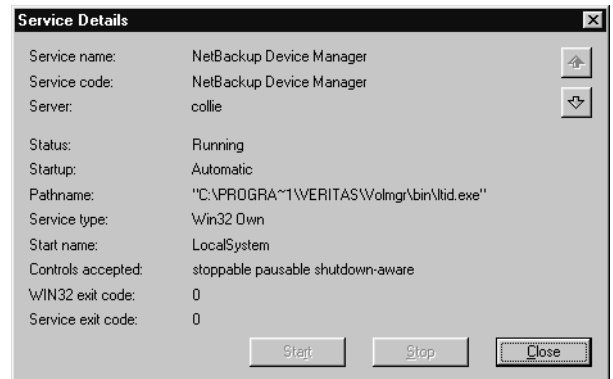 Service Details
Service name: NetBackup Device Manager
Service code: NetBackup Device Manager
Server: collie
Status: Running
Startup: Automatic
Pathname: "C:\PROGRA~1\VERITAS\Volmgr\bin\ltid.exe"
Service type: Win32 Own
Start name: LocalSystem
Controls accepted: stoppable pausable shutdown-aware
WIN32 exit code: 0
Service exit code: 0
Start Stop Close